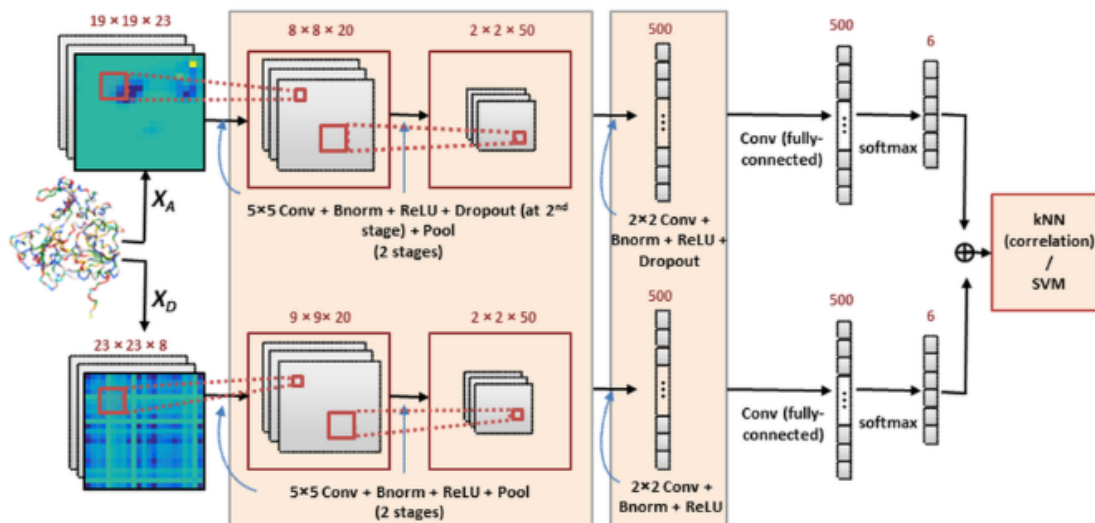 19 × 19 × 23
8 × 8 × 20
2 × 2 × 50
500
500
6
X_A
5×5 Conv + Bnorm + ReLU + Dropout (at 2nd
stage) + Pool
(2 stages)
2×2 Conv +
Bnorm + ReLU +
Dropout
Conv (fully-
connected)
softmax
kNN
(correlation)
/
SVM
X_D
23 × 23 × 8
9 × 9× 20
2 × 2 × 50
500
500
6
5×5 Conv + Bnorm + ReLU + Pool
(2 stages)
2×2 Conv +
Bnorm + ReLU
Conv (fully-
connected)
softmax